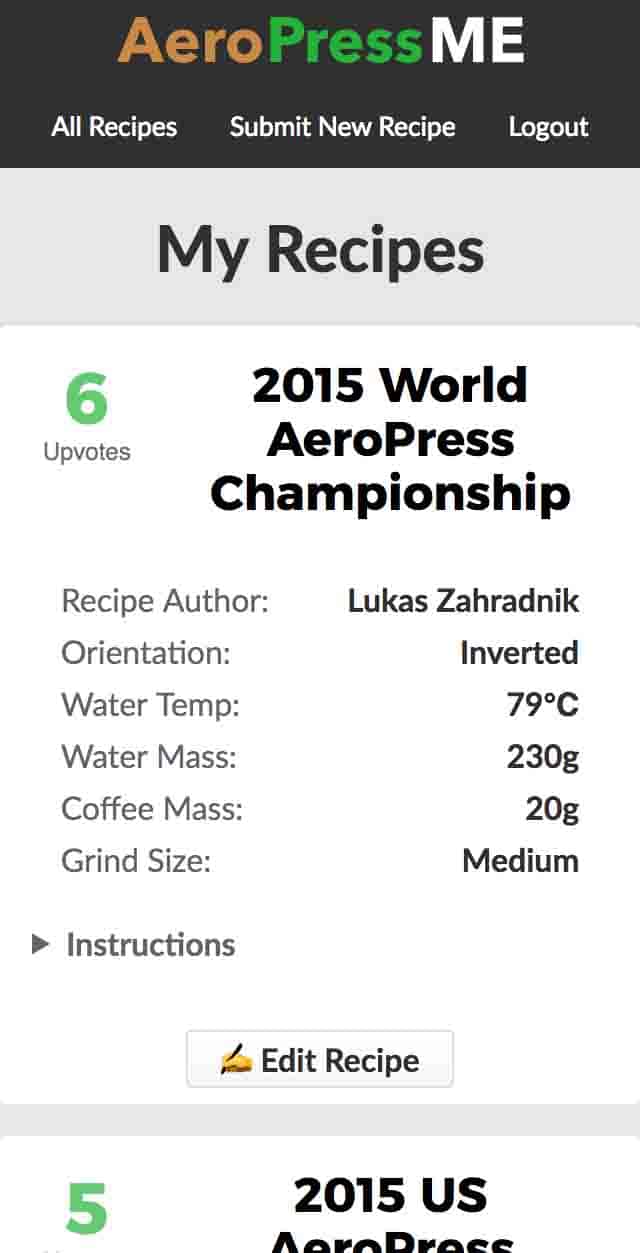 AeroPressME
All Recipes Submit New Recipe Logout
My Recipes
6
Upvotes
2015 World
AeroPress
Championship
Recipe Author: Lukas Zahradnik
Orientation: Inverted
Water Temp: 79°C
Water Mass: 230g
Coffee Mass: 20g
Grind Size: Medium
▶ Instructions
✍️ Edit Recipe
5
2015 US
AeroPress